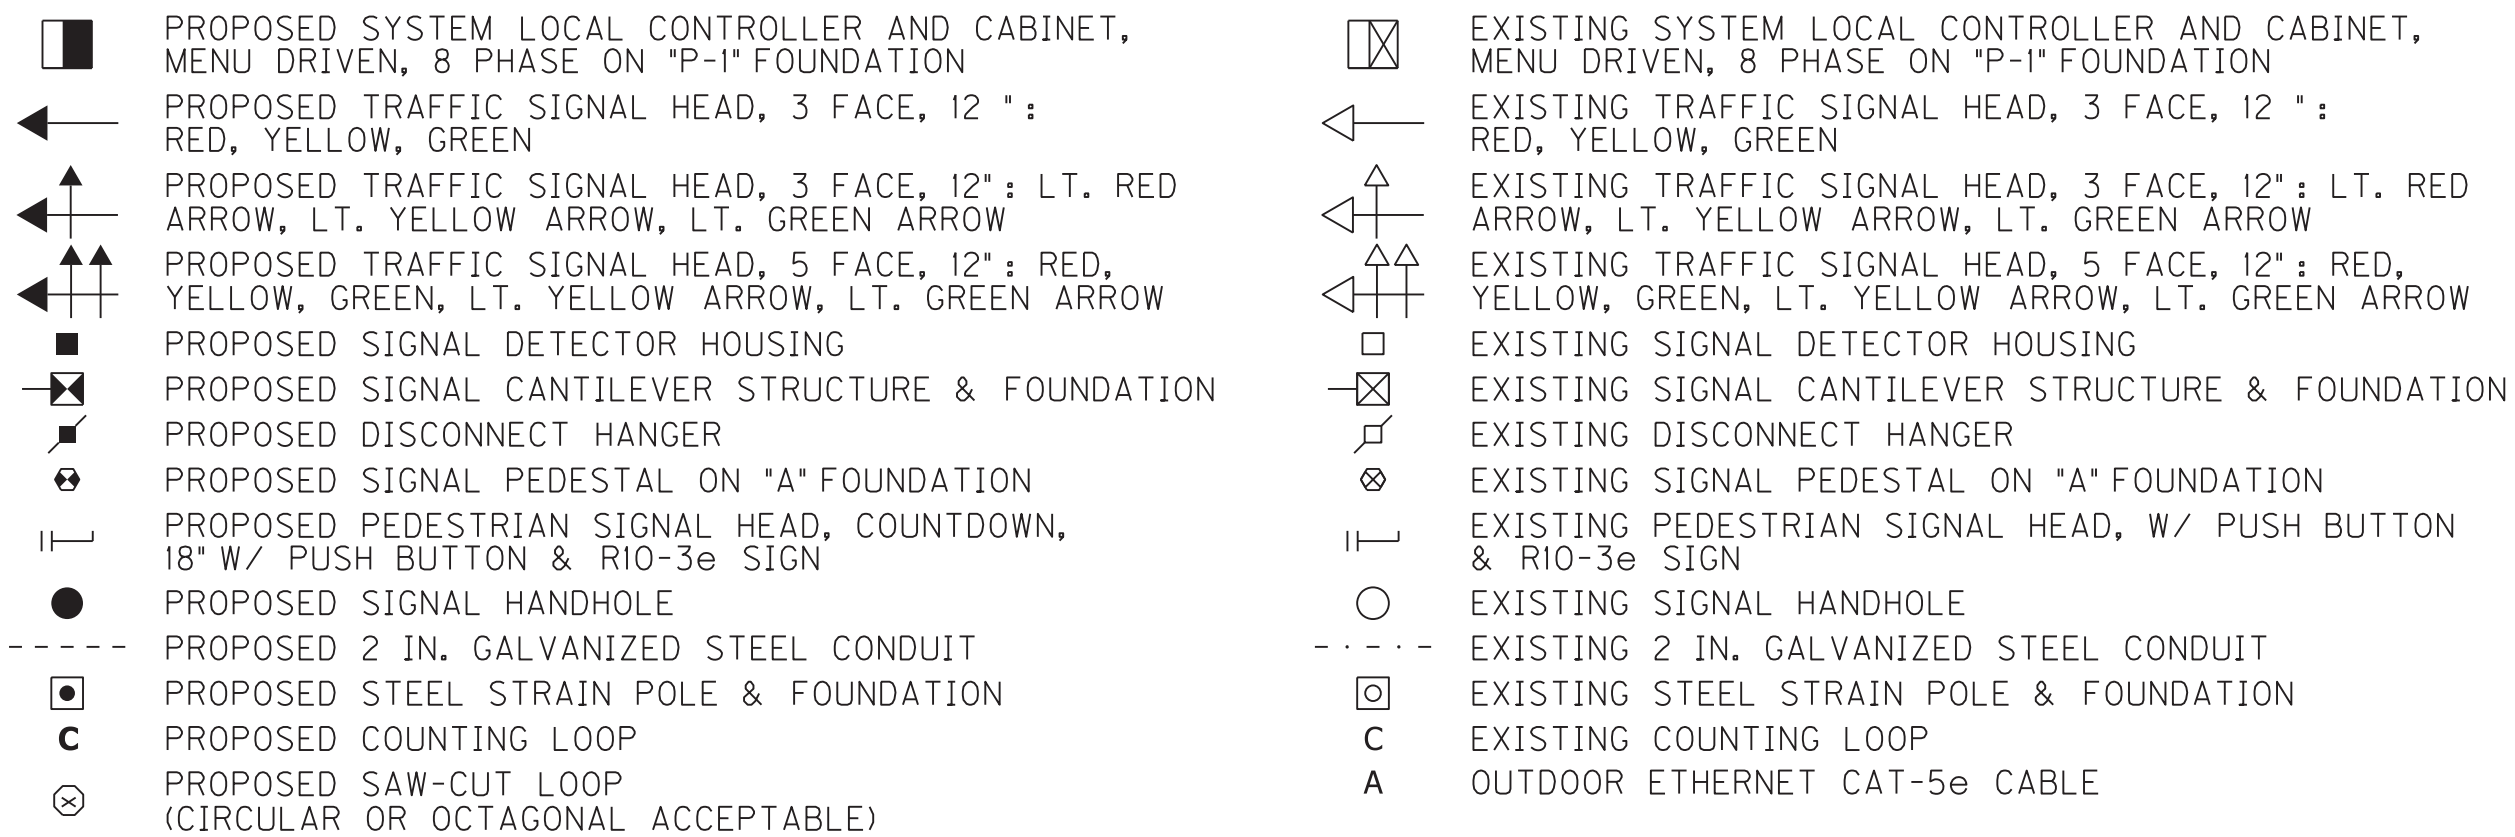 PROPOSED SYSTEM LOCAL CONTROLLER AND CABINET,
MENU DRIVEN, 8 PHASE ON "P-1" FOUNDATION
PROPOSED TRAFFIC SIGNAL HEAD, 3 FACE, 12 ":
RED, YELLOW, GREEN
PROPOSED TRAFFIC SIGNAL HEAD, 3 FACE, 12": LT. RED
ARROW, LT. YELLOW ARROW, LT. GREEN ARROW
PROPOSED TRAFFIC SIGNAL HEAD, 5 FACE, 12": RED,
YELLOW, GREEN, LT. YELLOW ARROW, LT. GREEN ARROW
PROPOSED SIGNAL DETECTOR HOUSING
PROPOSED SIGNAL CANTILEVER STRUCTURE & FOUNDATION
PROPOSED DISCONNECT HANGER
PROPOSED SIGNAL PEDESTAL ON "A" FOUNDATION
PROPOSED PEDESTRIAN SIGNAL HEAD, COUNTDOWN,
18" W/ PUSH BUTTON & R10-3e SIGN
PROPOSED SIGNAL HANDHOLE
PROPOSED 2 IN. GALVANIZED STEEL CONDUIT
PROPOSED STEEL STRAIN POLE & FOUNDATION
C PROPOSED COUNTING LOOP
PROPOSED SAW-CUT LOOP
(CIRCULAR OR OCTAGONAL ACCEPTABLE)
EXISTING SYSTEM LOCAL CONTROLLER AND CABINET,
MENU DRIVEN, 8 PHASE ON "P-1" FOUNDATION
EXISTING TRAFFIC SIGNAL HEAD, 3 FACE, 12 ":
RED, YELLOW, GREEN
EXISTING TRAFFIC SIGNAL HEAD, 3 FACE, 12": LT. RED
ARROW, LT. YELLOW ARROW, LT. GREEN ARROW
EXISTING TRAFFIC SIGNAL HEAD, 5 FACE, 12": RED,
YELLOW, GREEN, LT. YELLOW ARROW, LT. GREEN ARROW
EXISTING SIGNAL DETECTOR HOUSING
EXISTING SIGNAL CANTILEVER STRUCTURE & FOUNDATION
EXISTING DISCONNECT HANGER
EXISTING SIGNAL PEDESTAL ON "A" FOUNDATION
EXISTING PEDESTRIAN SIGNAL HEAD, W/ PUSH BUTTON
& R10-3e SIGN
EXISTING SIGNAL HANDHOLE
EXISTING 2 IN. GALVANIZED STEEL CONDUIT
EXISTING STEEL STRAIN POLE & FOUNDATION
C EXISTING COUNTING LOOP
A OUTDOOR ETHERNET CAT-5e CABLE